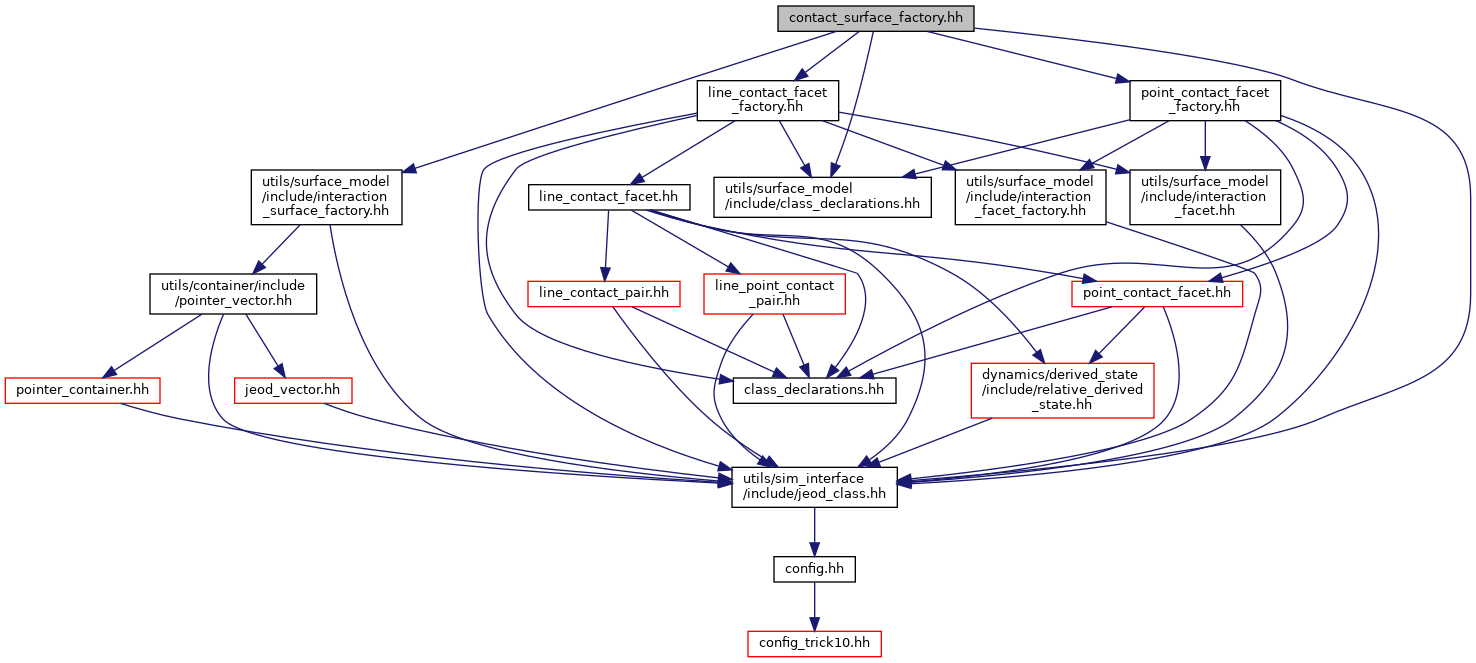 contact_surface_factory.hh
line_contact_facet
_factory.hh
point_contact_facet
_factory.hh
utils/surface_model
/include/interaction
_surface_factory.hh
line_contact_facet.hh
utils/surface_model
/include/class_declarations.hh
utils/surface_model
/include/interaction
_facet_factory.hh
utils/surface_model
/include/interaction
_facet.hh
utils/container/include
/pointer_vector.hh
line_contact_pair.hh
line_point_contact
_pair.hh
point_contact_facet.hh
pointer_container.hh
jeod_vector.hh
class_declarations.hh
dynamics/derived_state
/include/relative_derived
_state.hh
utils/sim_interface
/include/jeod_class.hh
config.hh
config_trick10.hh